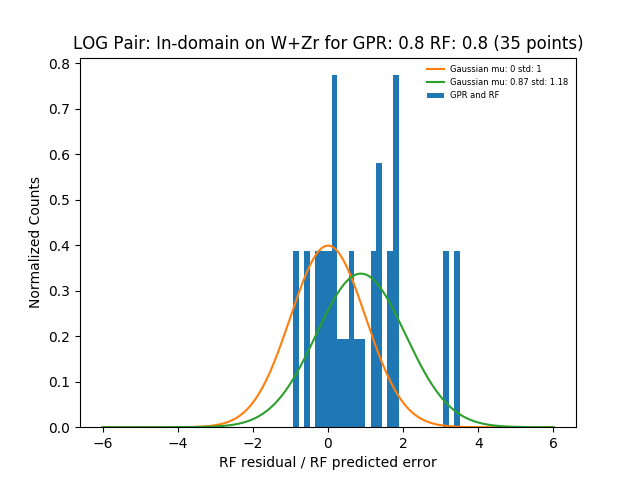 LOG Pair: In-domain on W+Zr for GPR: 0.8 RF: 0.8 (35 points)
Gaussian mu: 0 std: 1
Gaussian mu: 0.87 std: 1.18
GPR and RF
Normalized Counts
0.8
0.7
0.6
0.5
0.4
0.3
0.2
0.1
0.0
−6 −4 −2 0 2 4 6
RF residual / RF predicted error